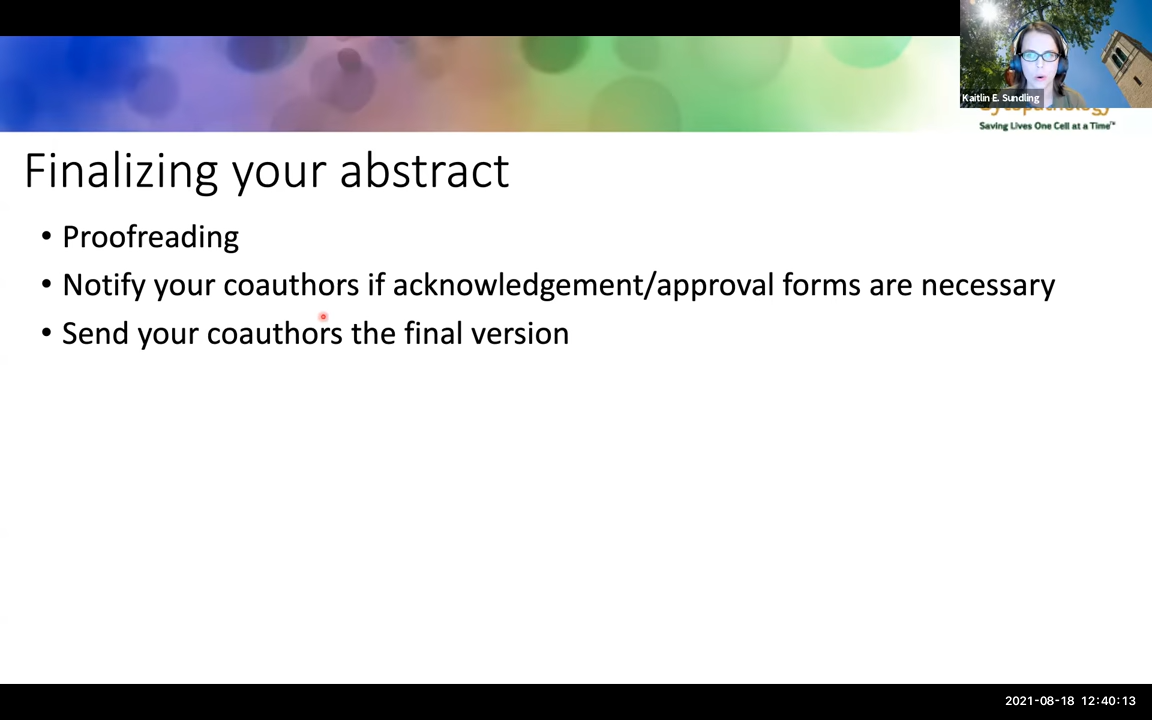 Kaitlin E. Sundling
Saving Lives One Cell at a Time™
Finalizing your abstract
• Proofreading
• Notify your coauthors if acknowledgement/approval forms are necessary
• Send your coauthors the final version
2021-08-18 12:40:13